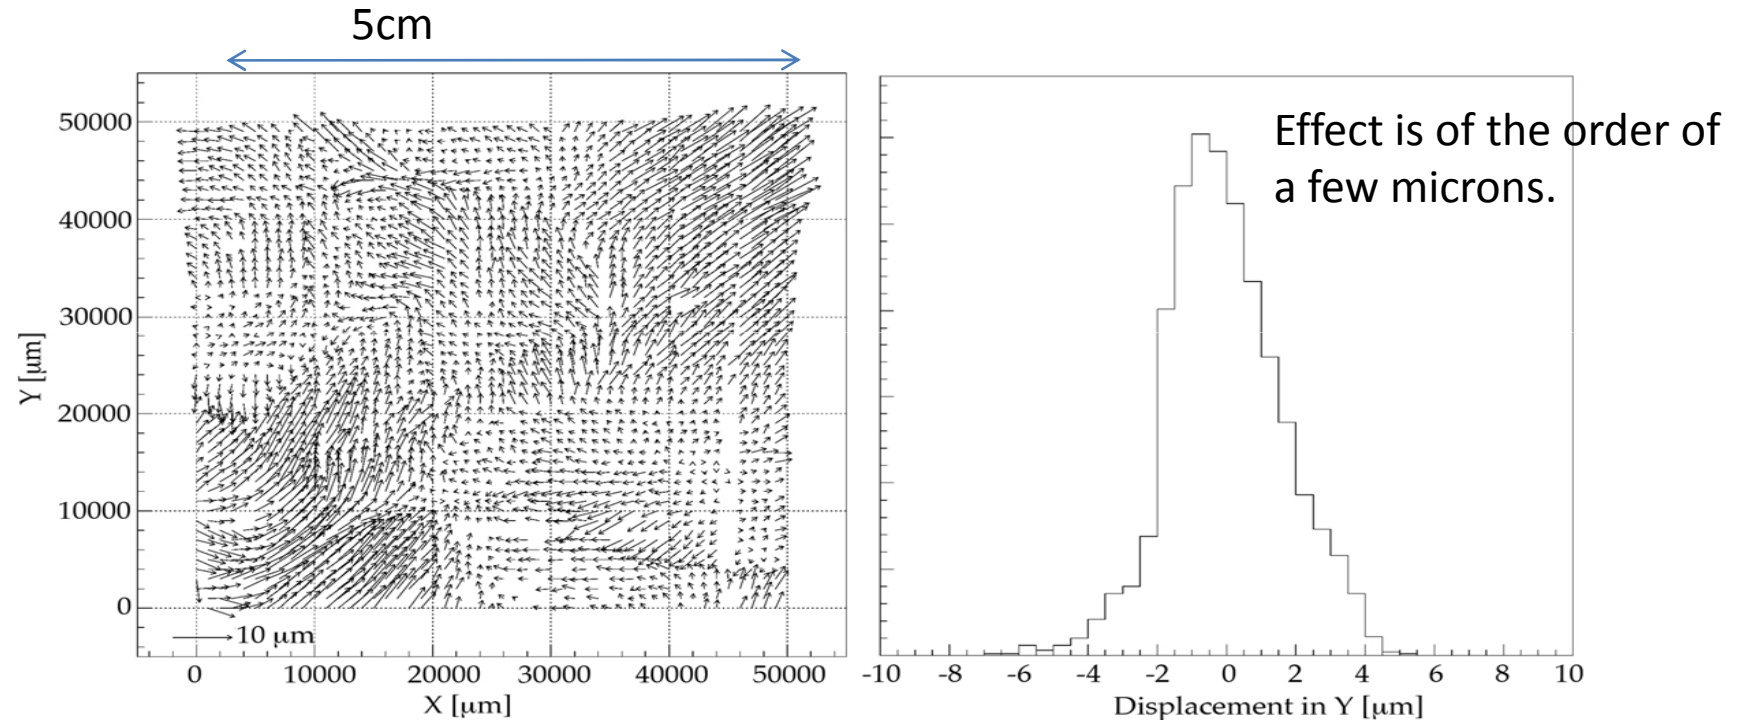 5cm
50000
40000
30000
20000
10000
0
Y [μm]
10 μm
0 10000 20000 30000 40000 50000
X [μm]
Effect is of the order of
a few microns.
-10 -8 -6 -4 -2 0 2 4 6 8 10
Displacement in Y [μm]